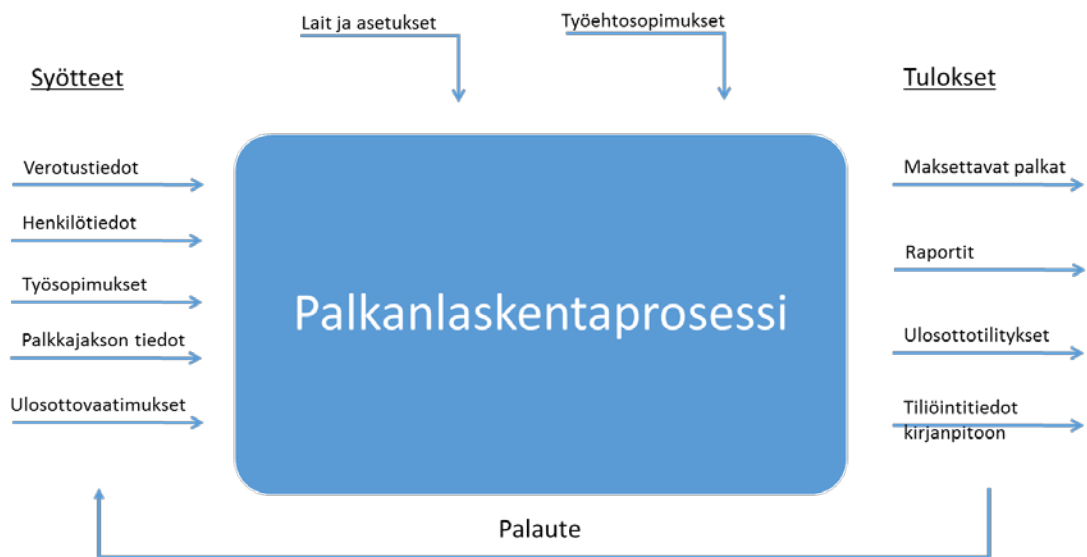 Lait ja asetukset
Työehtosopimukset
Syötteet
Tulokset
Verotustiedot
Henkilötiedot
Työsopimukset
Palkkajakson tiedot
Ulosottovaatimukset
Palkanlaskentaprosessi
Maksettavat palkat
Raportit
Ulosottotilitykset
Tiliöintitiedot
kirjanpitoon
Palaute